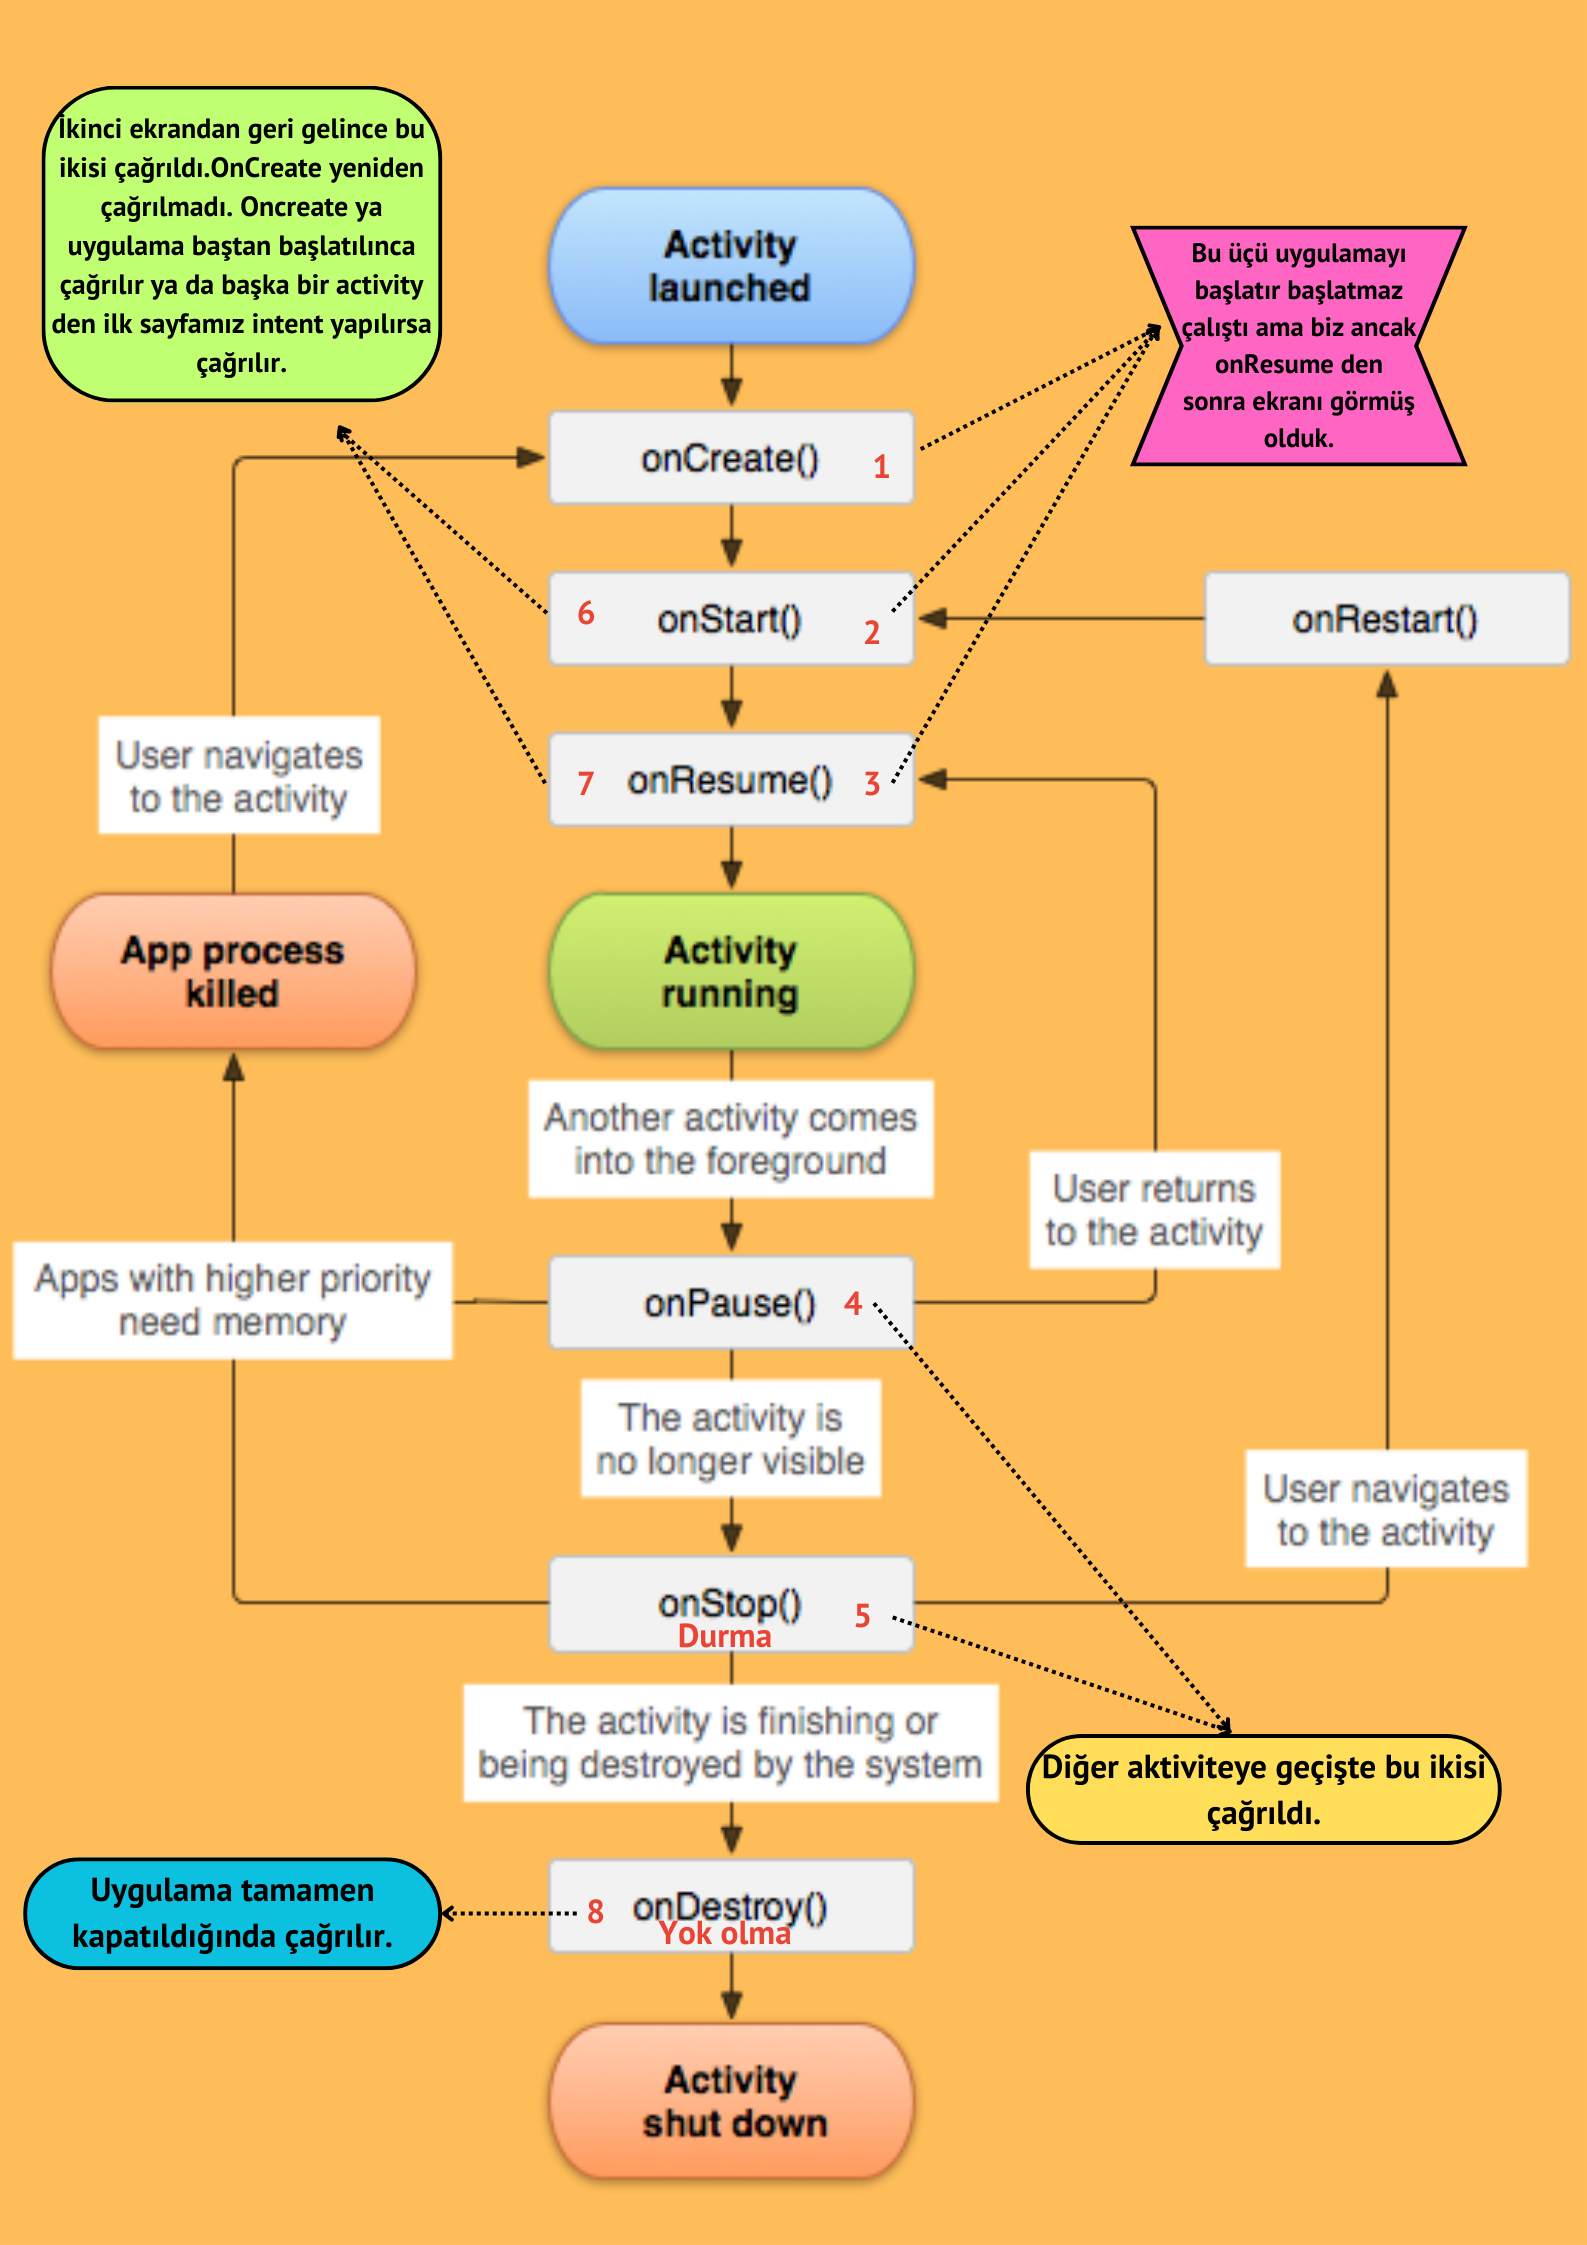 İkinci ekrandan geri gelince bu
ikisi çağrıldı.OnCreate yeniden
çağrılmadı. Oncreate ya
uygulama baştan başlatılınca
çağrılır ya da başka bir activity
den ilk sayfamız intent yapılırsa
çağrılır.
Activity
launched
Bu üçü uygulamayı
başlatır başlatmaz
çalıştı ama biz ancak
onResume den
sonra ekranı görmüş
olduk.
onCreate() 1
6 onStart() 2
onRestart()
7 onResume() 3
User navigates
to the activity
App process
killed
Activity
running
Another activity comes
into the foreground
User returns
to the activity
Apps with higher priority
need memory
onPause() 4
The activity is
no longer visible
User navigates
to the activity
onStop() 5
Durma
The activity is finishing or
being destroyed by the system
Diğer aktiviteye geçişte bu ikisi
çağrıldı.
Uygulama tamamen
kapatıldığında çağrılır.
8 onDestroy()
Yok olma
Activity
shut down